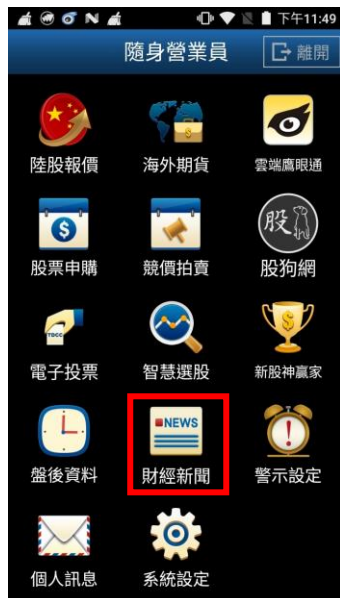 下午11:49
隨身營業員
離開
陸股報價
海外期貨
雲端鷹眼通
股票申購
競價拍賣
股
股狗網
TDCC
電子投票
智慧選股
新股神贏家
盤後資料
NEWS
財經新聞
警示設定
個人訊息
系統設定